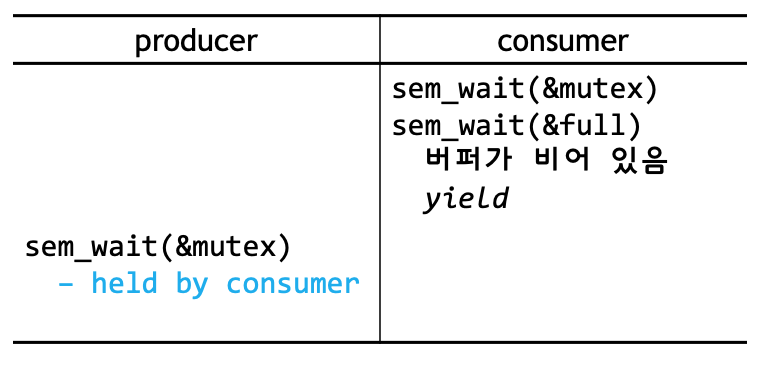 producer
consumer
sem_wait(&mutex)
sem_wait(&full)
버퍼가 비어 있음
yield
sem_wait(&mutex)
– held by consumer